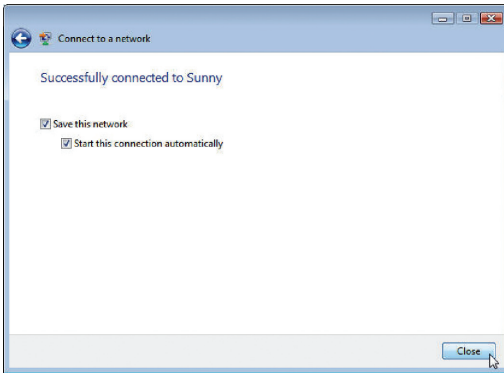 Connect to a network
Successfully connected to Sunny
Save this network
Start this connection automatically
Close